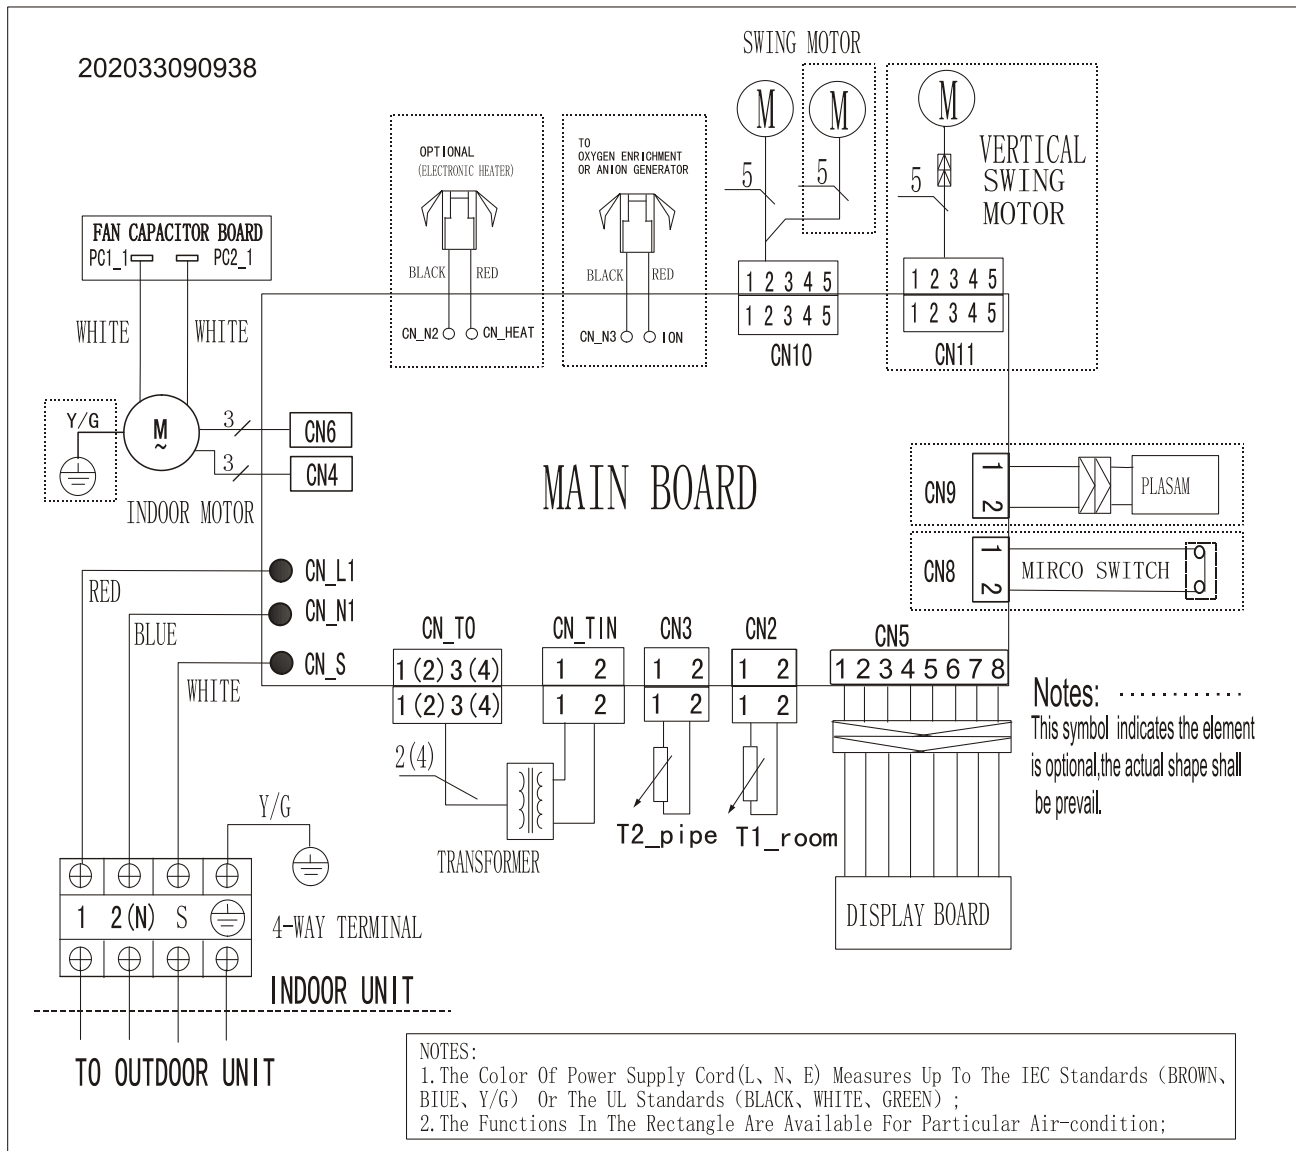 202033090938
SWING MOTOR
M
M
M
5
5
5
VERTICAL
SWING
MOTOR
OPTIONAL
(ELECTRONIC HEATER)
BLACK
RED
CN_N2
CN_HEAT
TO
OXYGEN ENRICHMENT
OR ANION GENERATOR
BLACK
RED
CN_N3
ION
1 2 3 4 5
1 2 3 4 5
CN10
1 2 3 4 5
1 2 3 4 5
CN11
FAN CAPACITOR BOARD
PC1_1
PC2_1
WHITE
WHITE
Y/G
M
~
3
CN6
3
CN4
INDOOR MOTOR
MAIN BOARD
CN9
1
2
PLASAM
CN8
1
2
MIRCO SWITCH
RED
CN_L1
BLUE
CN_N1
WHITE
CN_S
CN_TO
1(2)3(4)
1(2)3(4)
CN_TIN
1 2
1 2
CN3
1 2
1 2
CN2
1 2
1 2
CN5
1 2 3 4 5 6 7 8
2(4)
TRANSFORMER
T2_pipe
T1_room
DISPLAY BOARD
Notes: ············
This symbol indicates the element
is optional,the actual shape shall
be prevail.
Y/G
1 2(N) S
4-WAY TERMINAL
INDOOR UNIT
TO OUTDOOR UNIT
NOTES:
1.The Color Of Power Supply Cord(L、N、E) Measures Up To The IEC Standards (BROWN、
BIUE、Y/G) Or The UL Standards (BLACK、WHITE、GREEN) ;
2.The Functions In The Rectangle Are Available For Particular Air-condition;